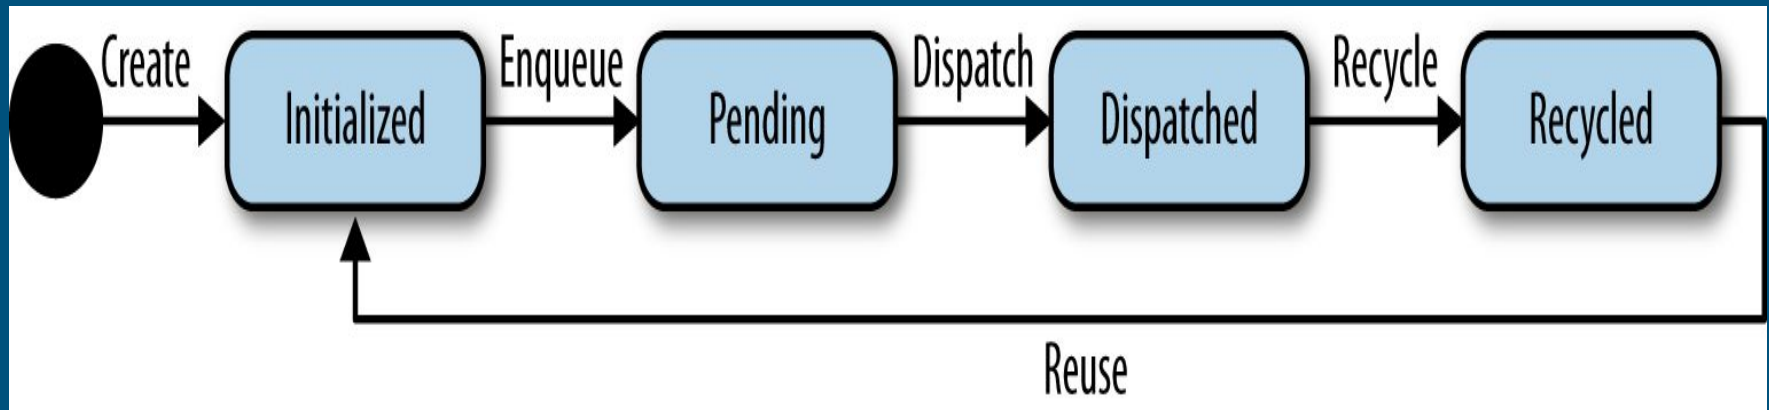 Create
Initialized
Enqueue
Pending
Dispatch
Dispatched
Recycle
Recycled
Reuse